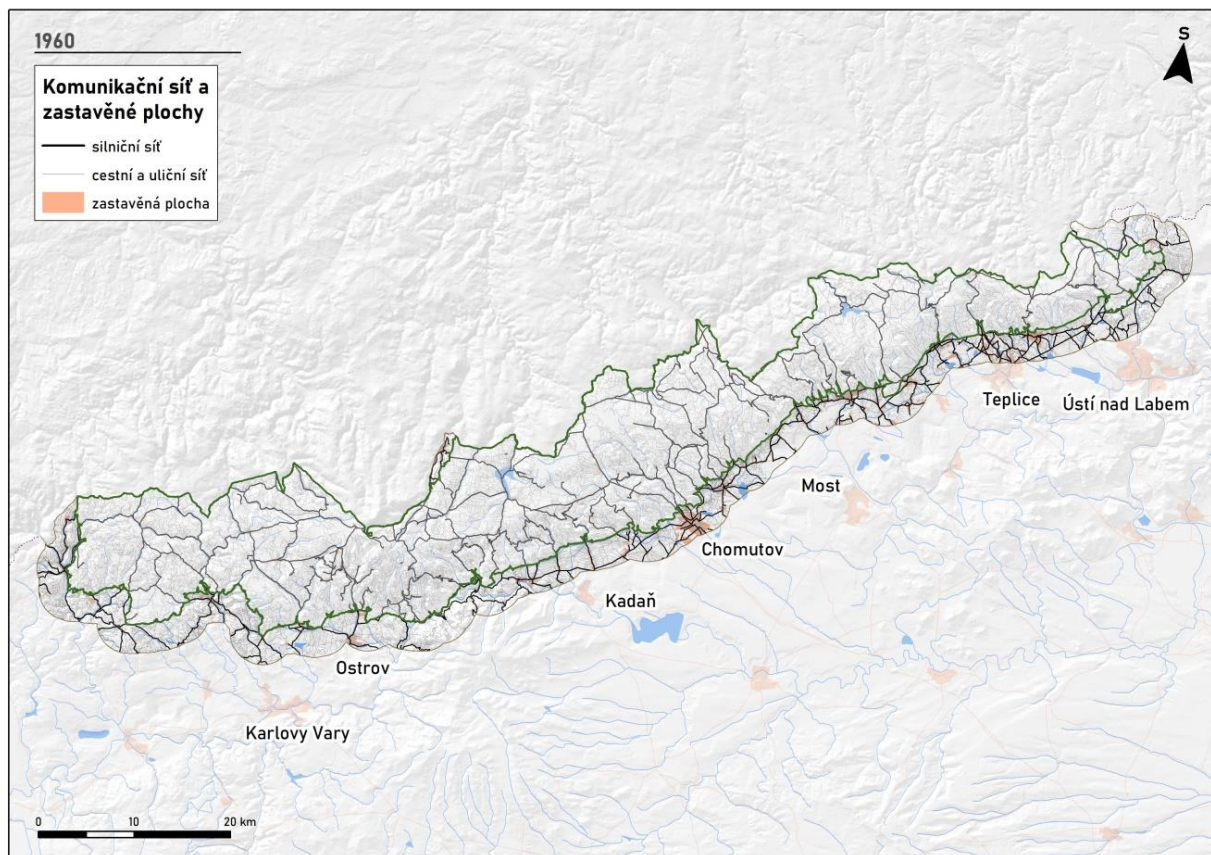 1960
Komunikační síť a
zastavěné plochy
silniční síť
cestní a uliční síť
zastavěná plocha
S
Teplice
Ústí nad Labem
Most
Chomutov
Kadaň
Ostrov
Karlovy Vary
0 10 20 km